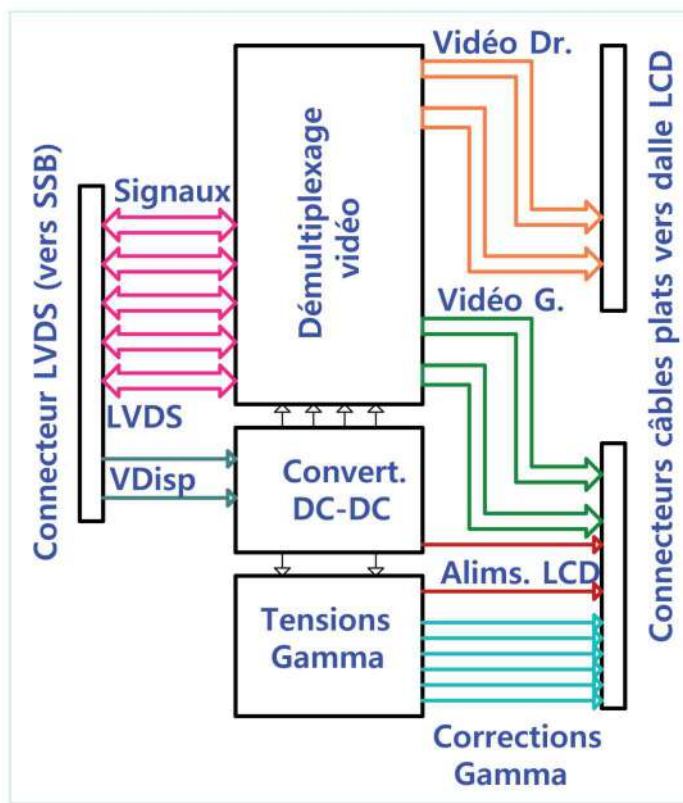 Vidéo Dr.
Connecteur LVDS (vers SSB)
Signaux
Démultiplexage
vidéo
Connecteurs câbles plats vers dalle LCD
Vidéo G.
LVDS
VDisp
Convert.
DC-DC
Alims. LCD
Tensions
Gamma
Corrections
Gamma